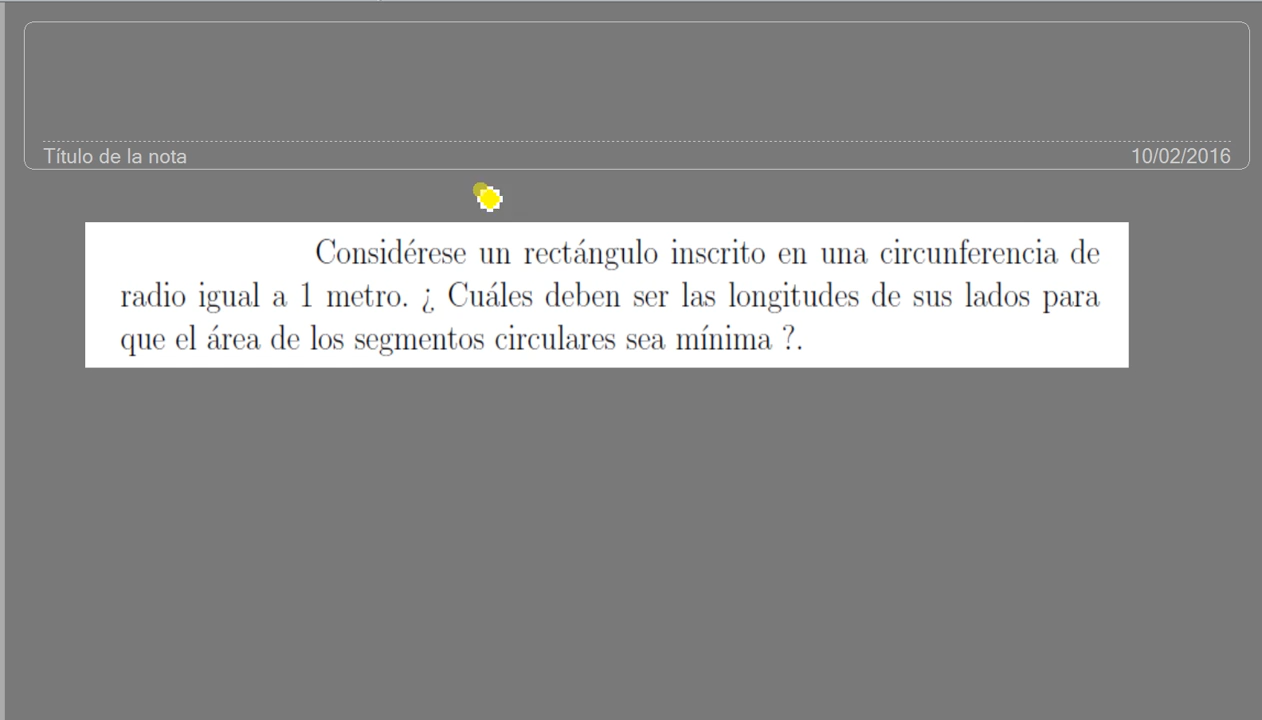 Título de la nota
10/02/2016
Considérese un rectángulo inscrito en una circunferencia de
radio igual a 1 metro. ¿ Cuáles deben ser las longitudes de sus lados para
que el área de los segmentos circulares sea mínima ?.